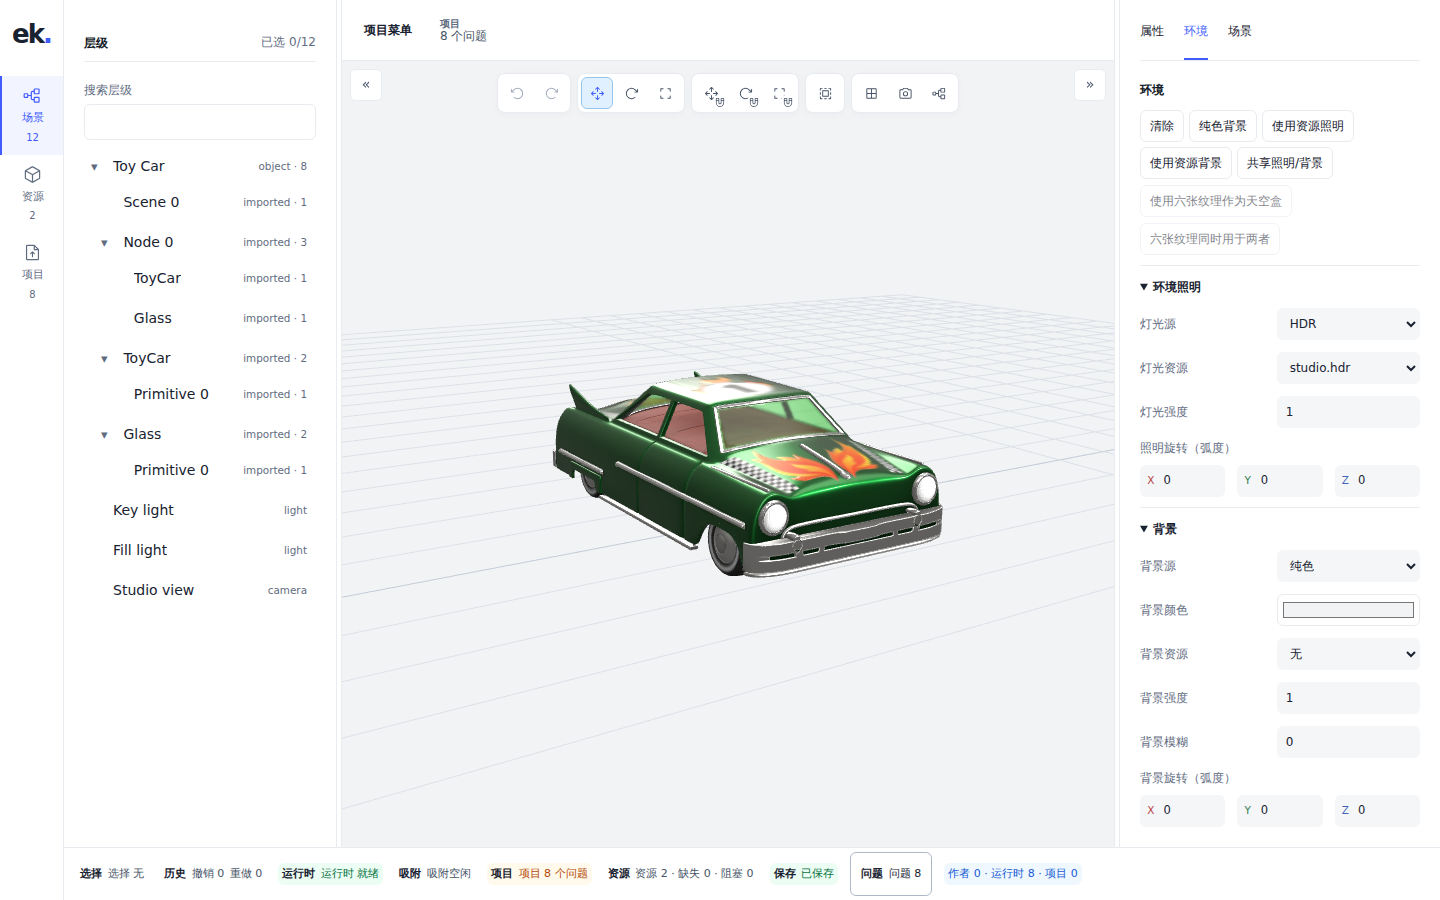 ek.
场景
12
资源
2
项目
8
层级
已选 0/12
搜索层级
Toy Car object · 8
Scene 0 imported · 1
Node 0 imported · 3
ToyCar imported · 1
Glass imported · 1
ToyCar imported · 2
Primitive 0 imported · 1
Glass imported · 2
Primitive 0 imported · 1
Key light light
Fill light light
Studio view camera
项目菜单
项目
8 个问题
«
»
属性 环境 场景
环境
清除 纯色背景 使用资源照明
使用资源背景 共享照明/背景
使用六张纹理作为天空盒
六张纹理同时用于两者
环境照明
灯光源 HDR
灯光资源 studio.hdr
灯光强度 1
照明旋转（弧度）
X 0 Y 0 Z 0
背景
背景源 纯色
背景颜色
背景资源 无
背景强度 1
背景模糊 0
背景旋转（弧度）
X 0 Y 0 Z 0
选择 选择 无 历史 撤销 0 重做 0 运行时 运行时 就绪 吸附 吸附空闲 项目 项目 8 个问题 资源 资源 2 · 缺失 0 · 阻塞 0 保存 已保存 问题 问题 8 作者 0 · 运行时 8 · 项目 0